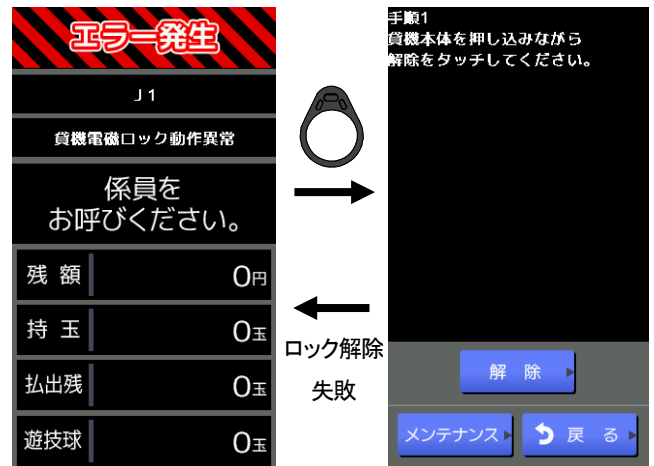 エラー発生
J1
貸機電磁ロック動作異常
係員を
お呼びください。
残 額 0円
持 玉 0玉
払出残 0玉
遊技球 0玉
ロック解除
失敗
手順1
貸機本体を押し込みながら
解除をタッチしてください。
解 除
メンテナンス
戻 る